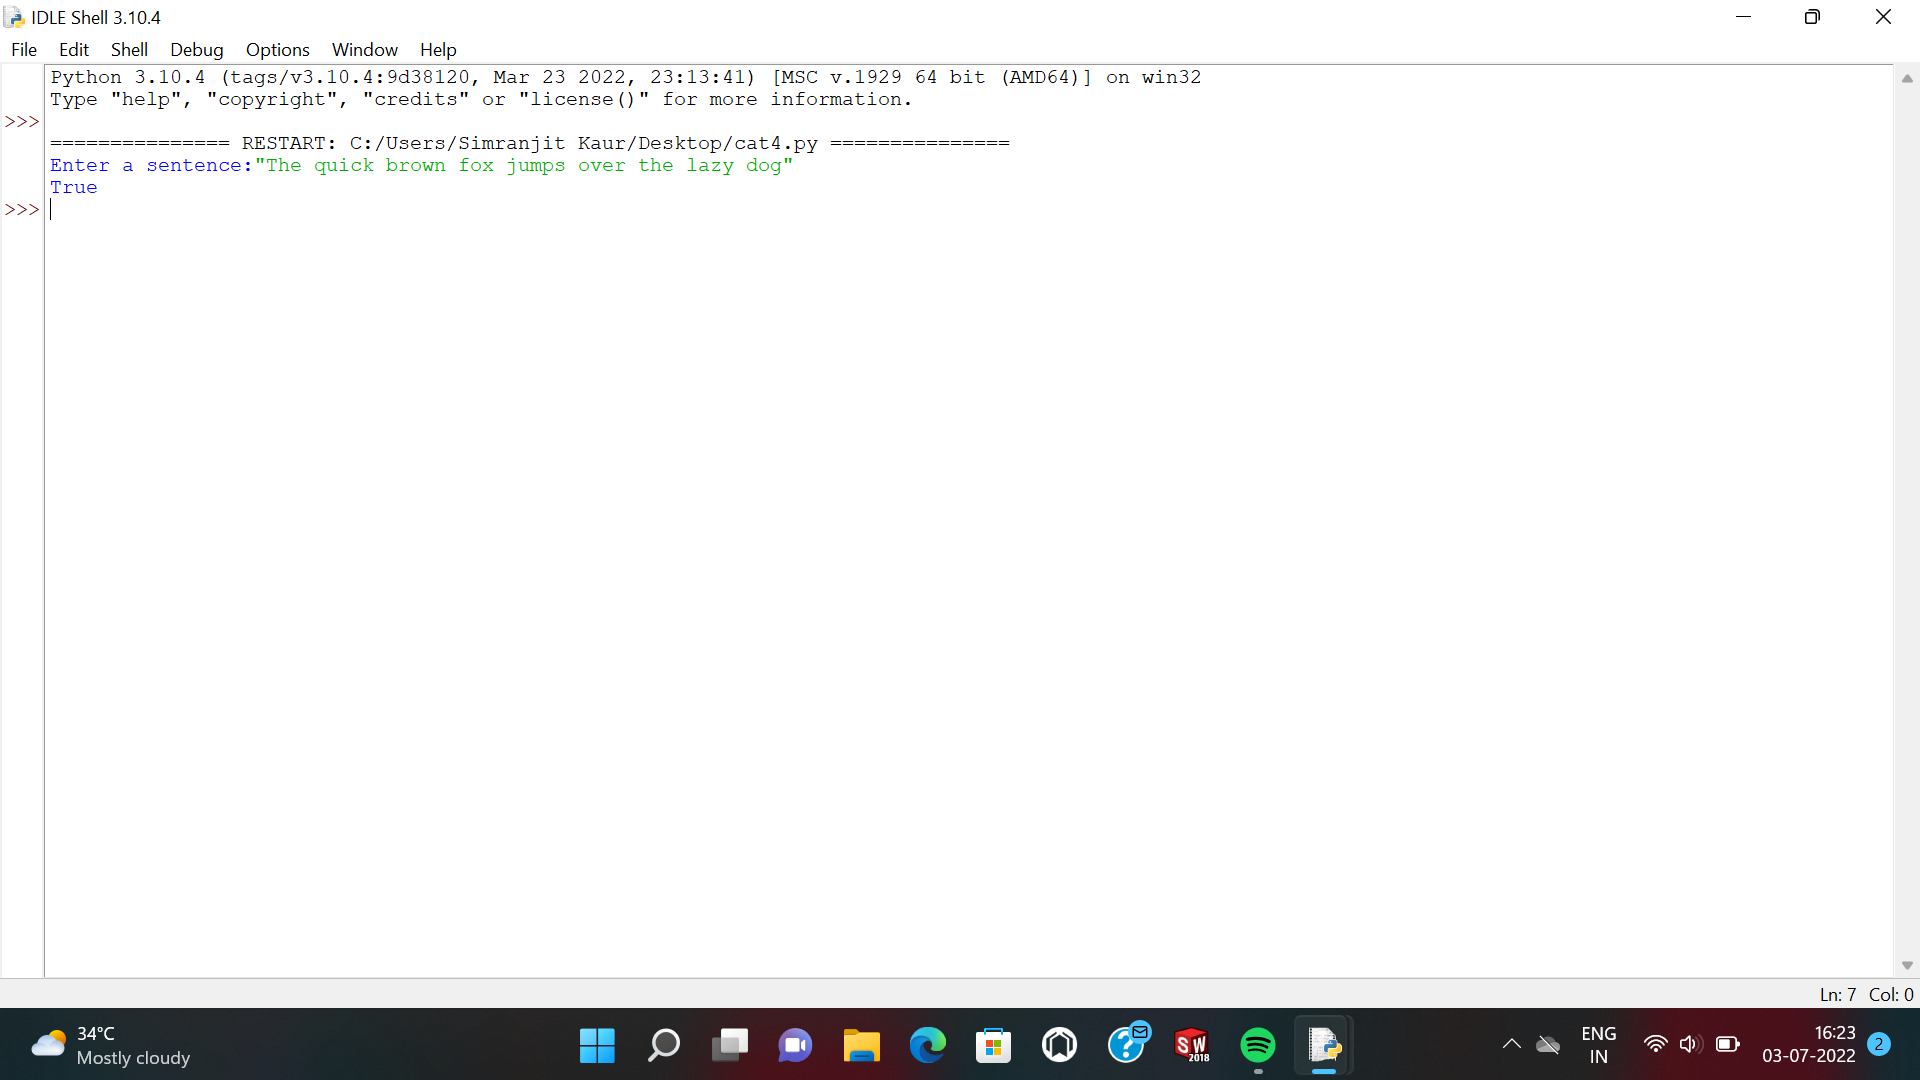 IDLE Shell 3.10.4
File Edit Shell Debug Options Window Help
Python 3.10.4 (tags/v3.10.4:9d38120, Mar 23 2022, 23:13:41) [MSC v.1929 64 bit (AMD64)] on win32
Type "help", "copyright", "credits" or "license()" for more information.
>>>
=============== RESTART: C:/Users/Simranjit Kaur/Desktop/cat4.py ===============
Enter a sentence:"The quick brown fox jumps over the lazy dog"
True
>>>
Ln: 7 Col: 0
34°C
Mostly cloudy
SW
2018
ENG
IN
16:23
03-07-2022
2